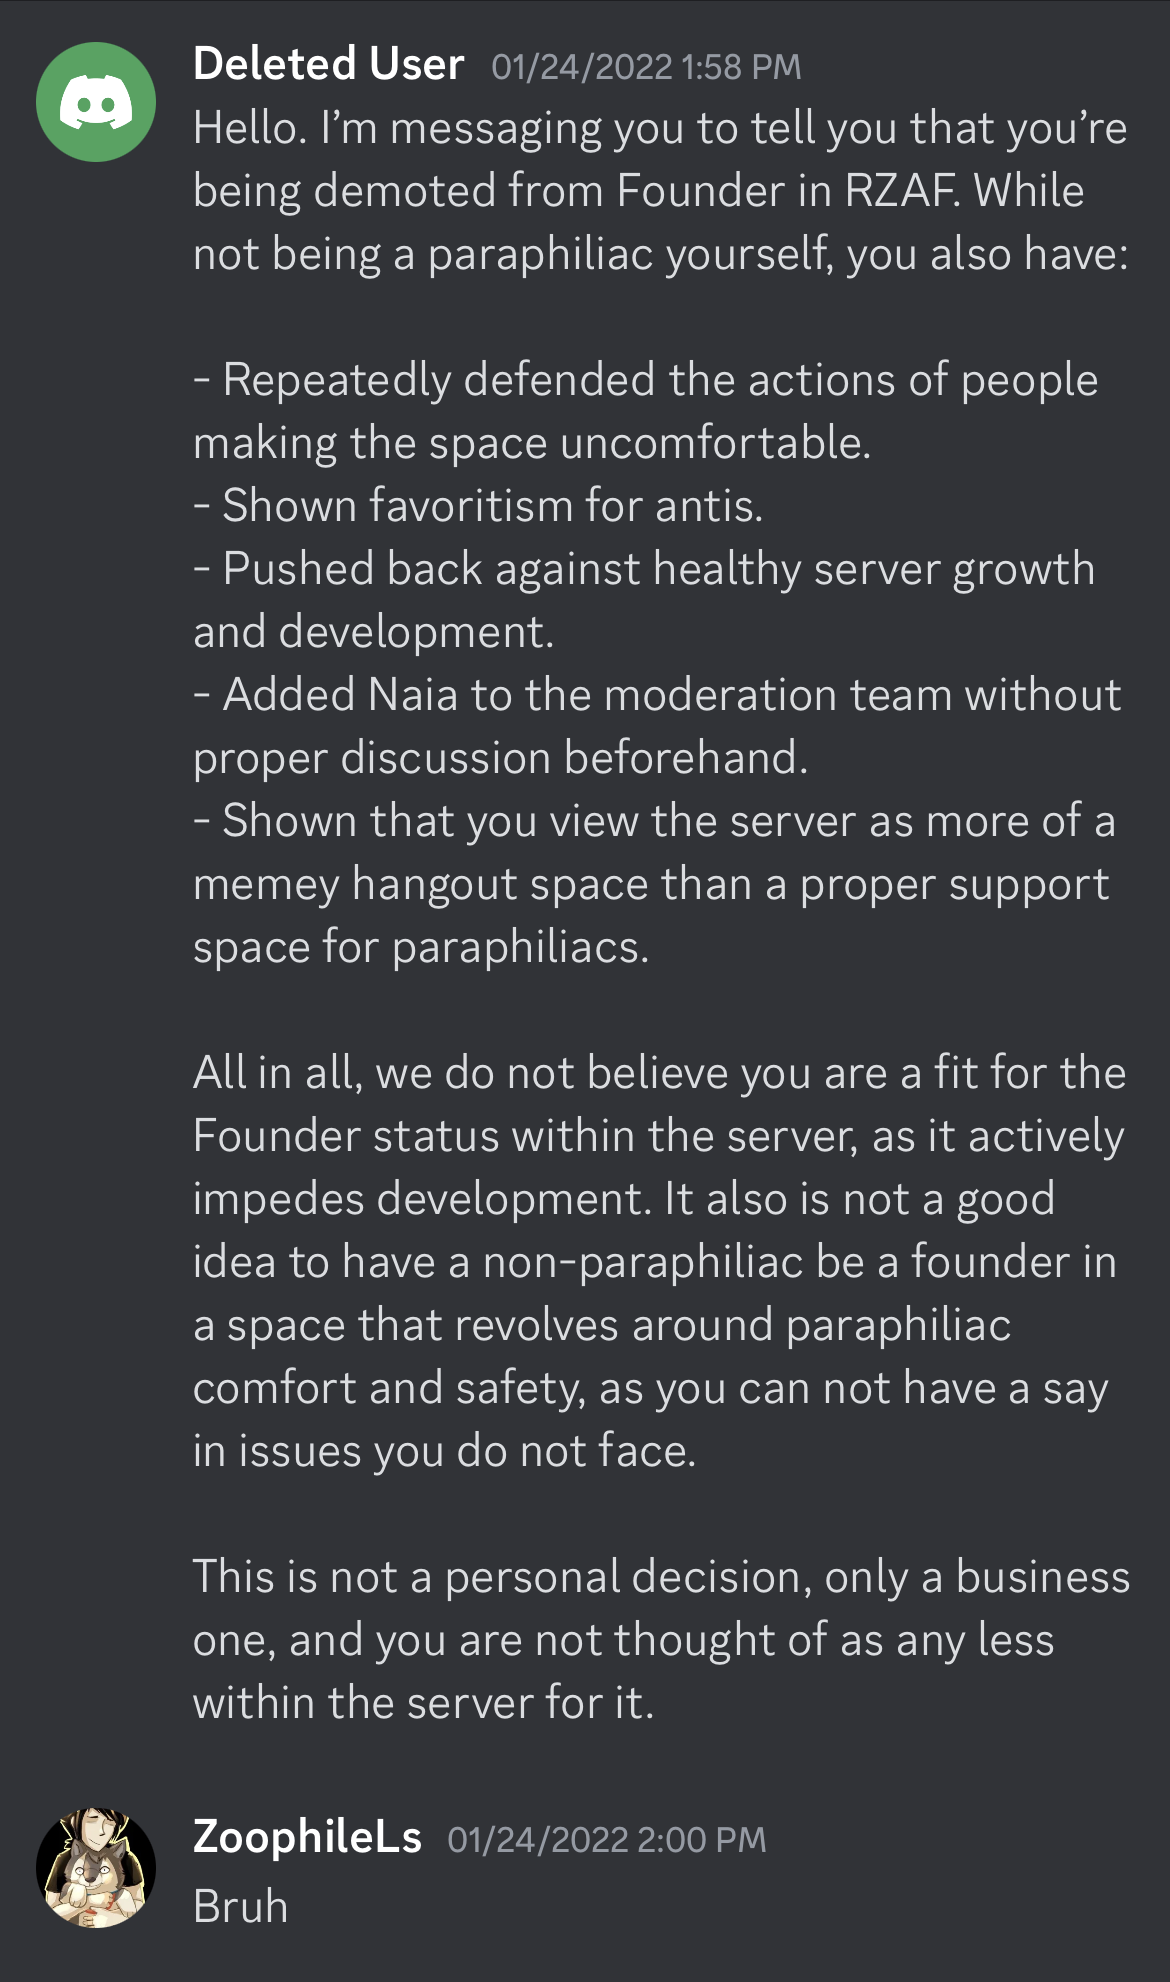 Deleted User 01/24/2022 1:58 PM
Hello. I’m messaging you to tell you that you’re
being demoted from Founder in RZAF. While
not being a paraphiliac yourself, you also have:
- Repeatedly defended the actions of people
making the space uncomfortable.
- Shown favoritism for antis.
- Pushed back against healthy server growth
and development.
- Added Naia to the moderation team without
proper discussion beforehand.
- Shown that you view the server as more of a
memey hangout space than a proper support
space for paraphiliacs.
All in all, we do not believe you are a fit for the
Founder status within the server, as it actively
impedes development. It also is not a good
idea to have a non-paraphiliac be a founder in
a space that revolves around paraphiliac
comfort and safety, as you can not have a say
in issues you do not face.
This is not a personal decision, only a business
one, and you are not thought of as any less
within the server for it.
ZoophileLs 01/24/2022 2:00 PM
Bruh